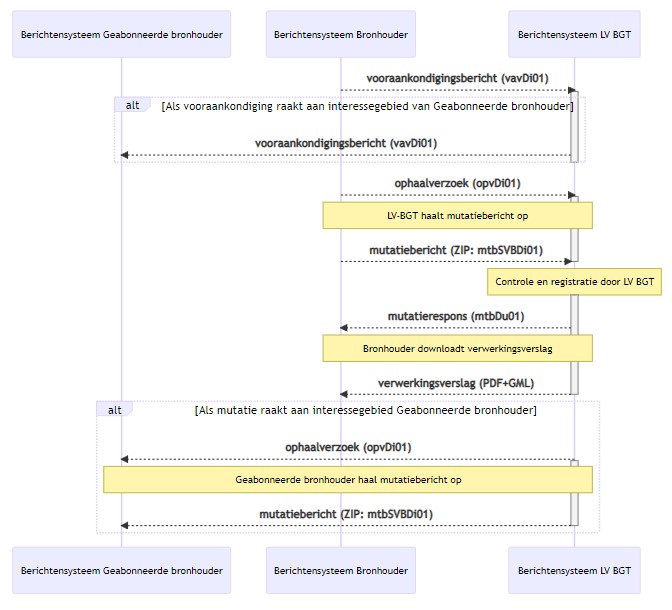 Berichtensysteem Geabonneerde bronhouder
Berichtensysteem Bronhouder
Berichtensysteem LV BGT
vooraankondigingsbericht (vavDi01)
alt
[Als vooraankondiging raakt aan interessegebied van Geabonneerde bronhouder]
vooraankondigingsbericht (vavDi01)
ophaalverzoek (opvDi01)
LV-BGT haalt mutatiebericht op
mutatiebericht (ZIP: mtbSVBDi01)
Controle en registratie door LV BGT
mutatierespons (mtbDu01)
Bronhouder downloadt verwerkingsverslag
verwerkingsverslag (PDF+GML)
alt
[Als mutatie raakt aan interessegebied Geabonneerde bronhouder]
ophaalverzoek (opvDi01)
Geabonneerde bronhouder haal mutatiebericht op
mutatiebericht (ZIP: mtbSVBDi01)
Berichtensysteem Geabonneerde bronhouder
Berichtensysteem Bronhouder
Berichtensysteem LV BGT